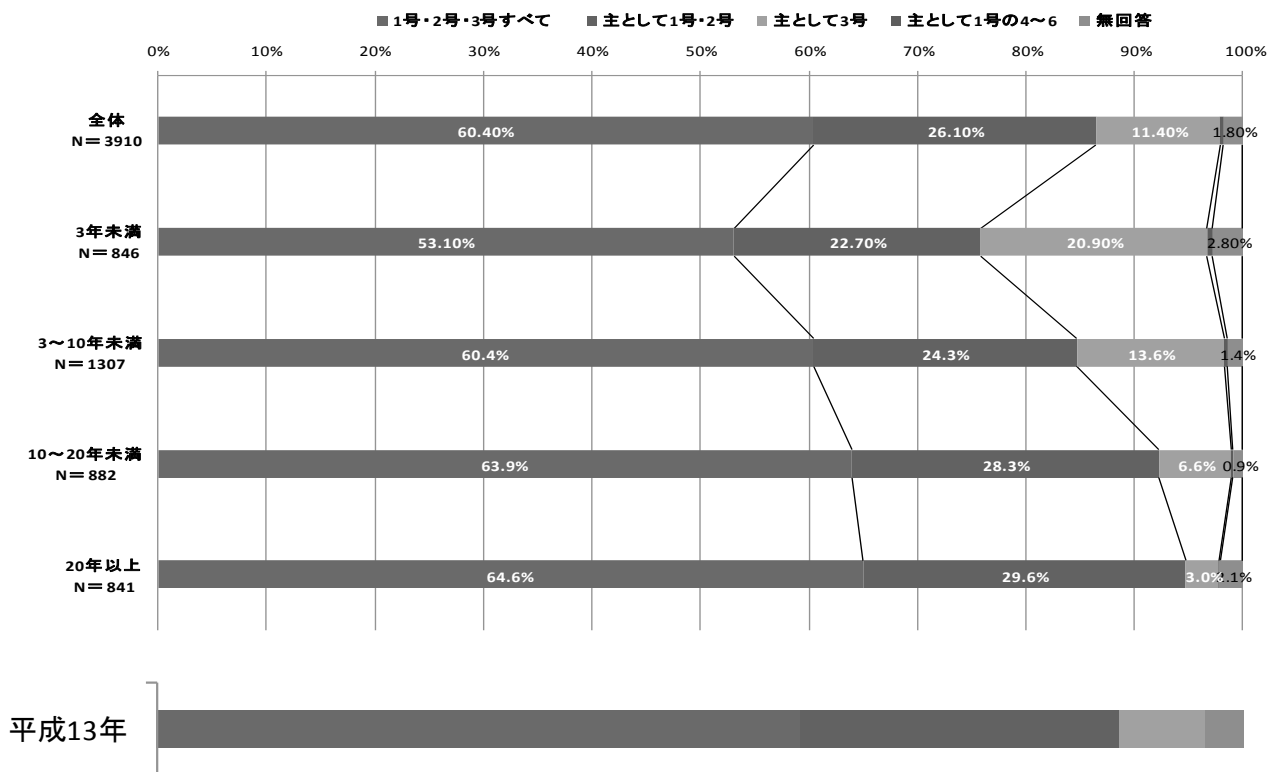 1号・2号・3号すべて 主として1号・2号 主として3号 主として1号の4～6 無回答
0% 10% 20% 30% 40% 50% 60% 70% 80% 90% 100%
全体
N＝3910
60.40% 26.10% 11.40% 1.80%
3年未満
N＝846
53.10% 22.70% 20.90% 2.80%
3～10年未満
N＝1307
60.4% 24.3% 13.6% 1.4%
10～20年未満
N＝882
63.9% 28.3% 6.6% 0.9%
20年以上
N＝841
64.6% 29.6% 3.0%
平成13年